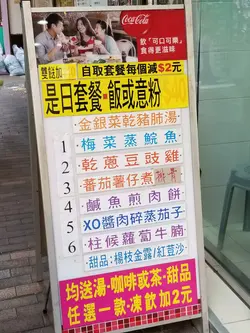 Coca-Cola
飲「可口可樂」
食得更滋味
雙餸加
自取套餐每個減$2元
是日套餐·飯或意粉
金銀菜乾豬肺湯
1 梅菜蒸鯇魚
2 乾蔥豆豉雞
3 番茄薯仔煮
4 鹹魚煎肉餅
5 XO醬肉碎蒸茄子
6 柱候蘿蔔牛腩
甜品:楊枝金露/紅荳沙
均送湯·咖啡或茶·甜品
任選一款·凍飲加2元